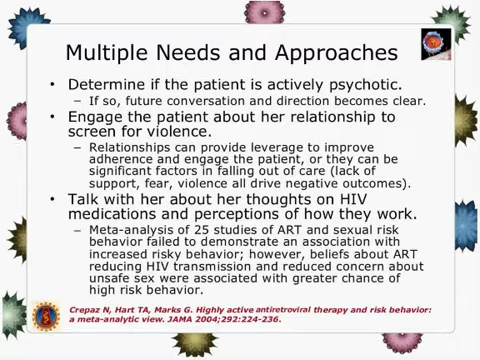 Multiple Needs and Approaches
• Determine if the patient is actively psychotic.
– If so, future conversation and direction becomes clear.
• Engage the patient about her relationship to
screen for violence.
– Relationships can provide leverage to improve
adherence and engage the patient, or they can be
significant factors in falling out of care (lack of
support, fear, violence all drive negative outcomes).
• Talk with her about her thoughts on HIV
medications and perceptions of how they work.
– Meta-analysis of 25 studies of ART and sexual risk
behavior failed to demonstrate an association with
increased risky behavior; however, beliefs about ART
reducing HIV transmission and reduced concern about
unsafe sex were associated with greater chance of
high risk behavior.
Crepaz N, Hart TA, Marks G. Highly active antiretroviral therapy and risk behavior:
a meta-analytic view. JAMA 2004;292:224-236.